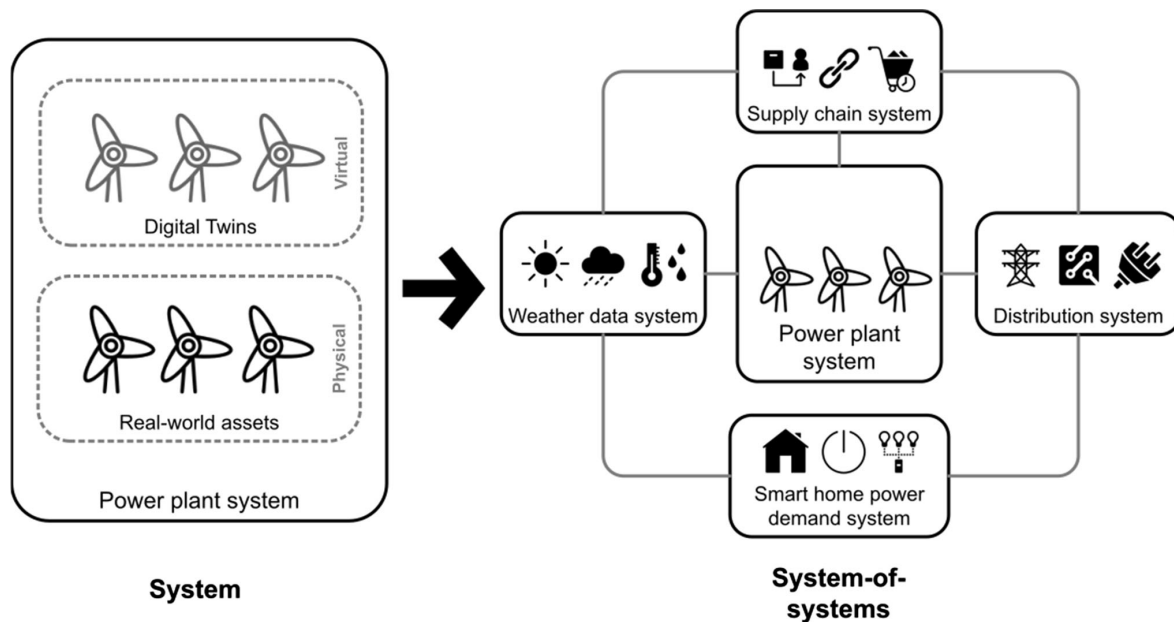 Virtual
Digital Twins
Physical
Real-world assets
Power plant system
System
Supply chain system
Weather data system
Power plant
system
Distribution system
Smart home power
demand system
System-of-
systems